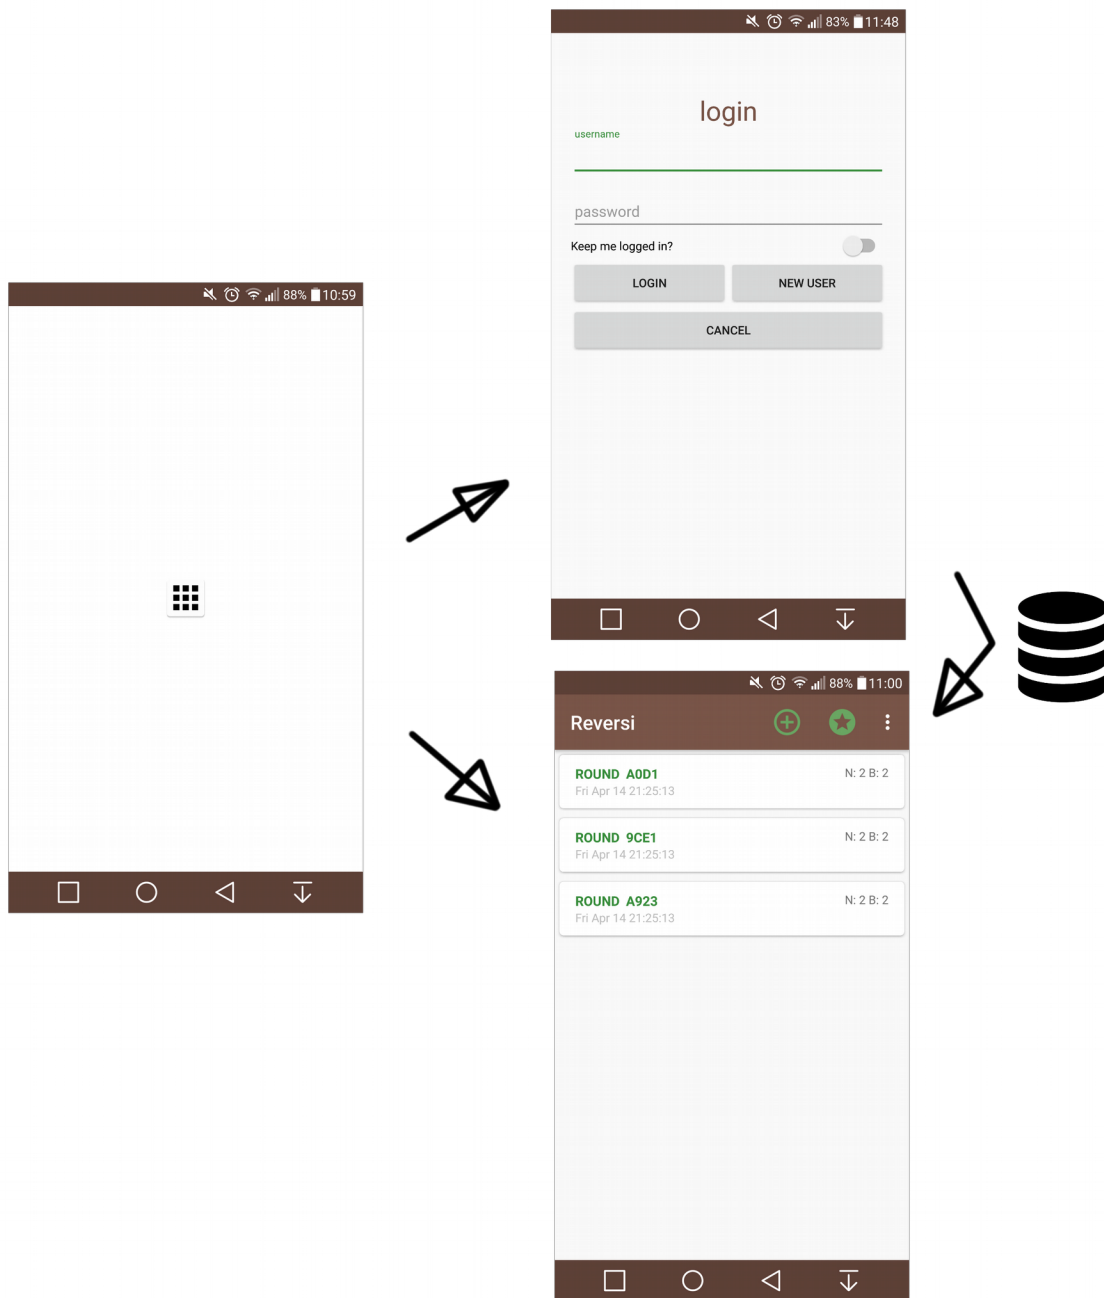 88% 10:59
83% 11:48
login
username
password
Keep me logged in?
LOGIN NEW USER
CANCEL
88% 11:00
Reversi
ROUND A0D1 N: 2 B: 2
Fri Apr 14 21:25:13
ROUND 9CE1 N: 2 B: 2
Fri Apr 14 21:25:13
ROUND A923 N: 2 B: 2
Fri Apr 14 21:25:13